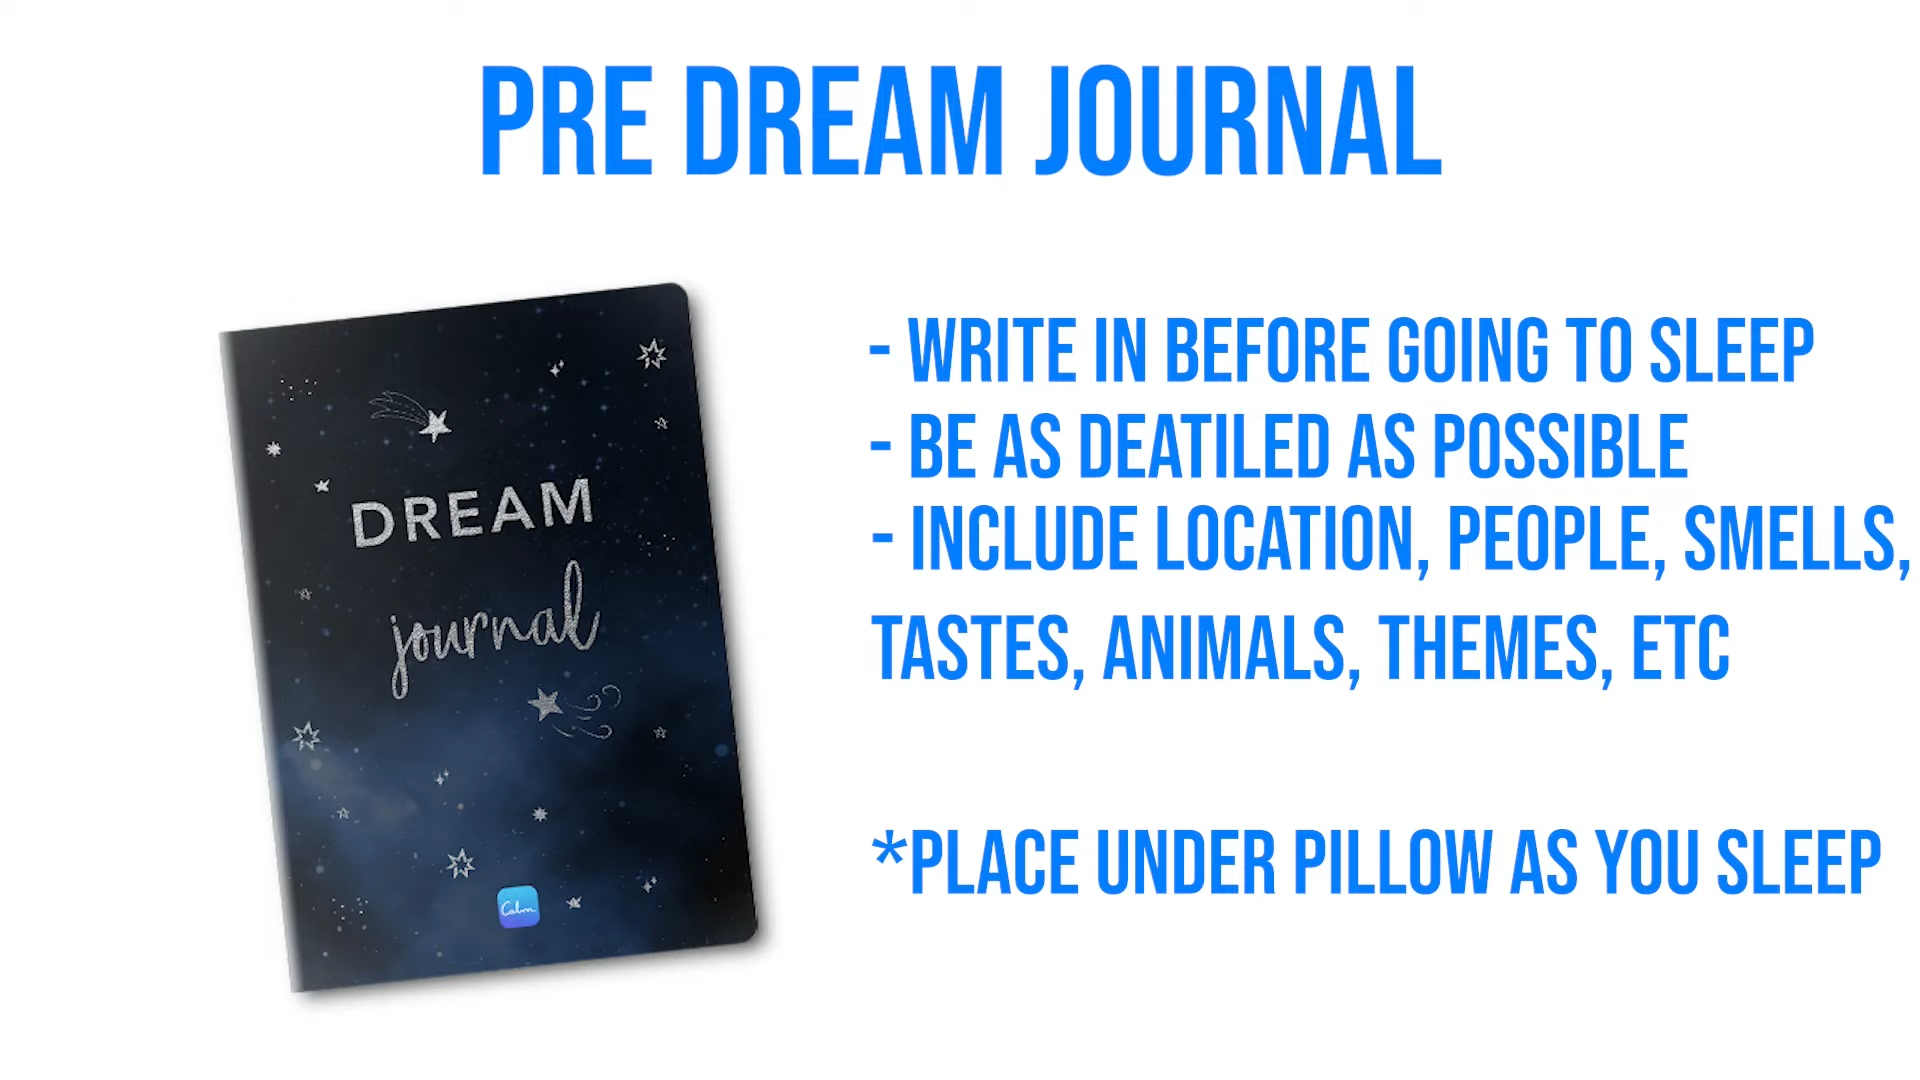 PRE DREAM JOURNAL
DREAM
journal
Calm
- WRITE IN BEFORE GOING TO SLEEP
- BE AS DEATILED AS POSSIBLE
- INCLUDE LOCATION, PEOPLE, SMELLS,
TASTES, ANIMALS, THEMES, ETC
*PLACE UNDER PILLOW AS YOU SLEEP